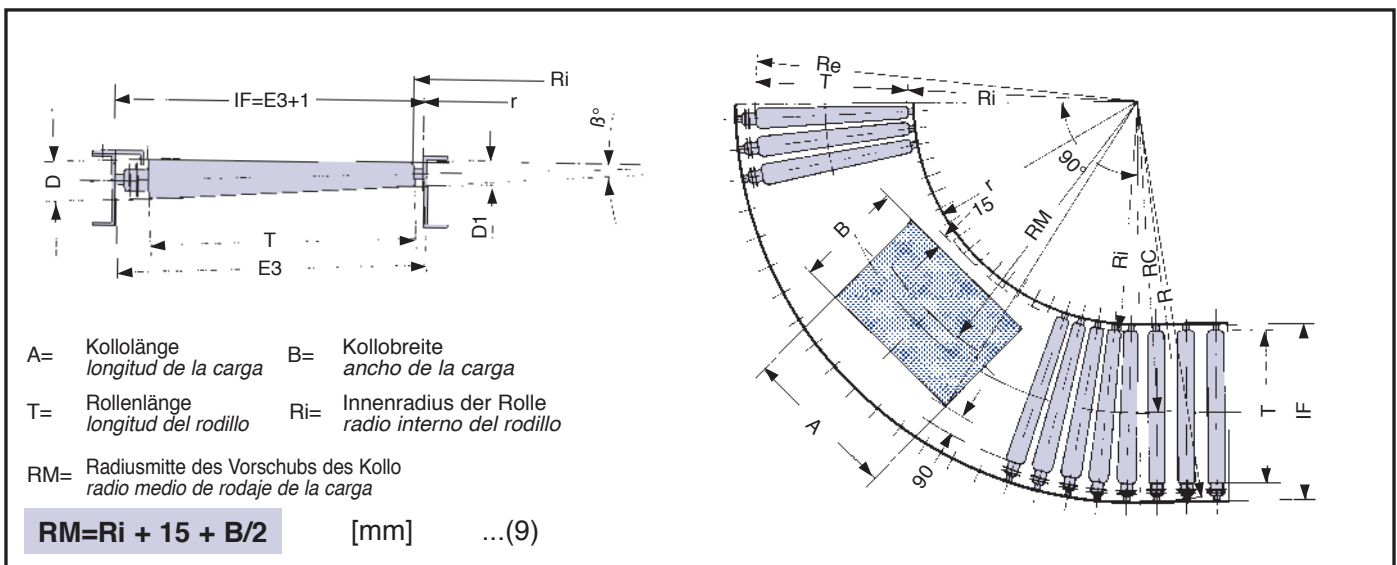 Ri
IF=E3+1
r
ß°
D
D1
T
E3
Re
T
Ri
90°
r
15
RM
B
Ri
RC
R
T
IF
A
90
A= Kollolänge B= Kollobreite
longitud de la carga ancho de la carga
T= Rollenlänge Ri= Innenradius der Rolle
longitud del rodillo radio interno del rodillo
RM= Radiusmitte des Vorschubs des Kollo
radio medio de rodaje de la carga
RM=Ri + 15 + B/2 [mm] ...(9)